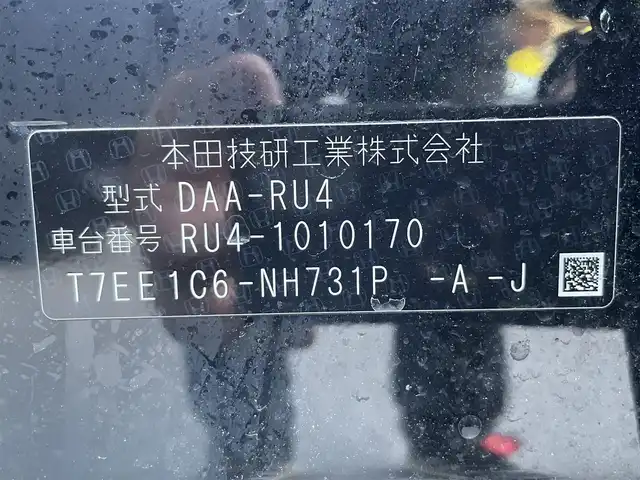 本田技研工業株式会社
型式 DAA-RU4
車台番号 RU4-1010170
T7EE1C6-NH731P -A -J